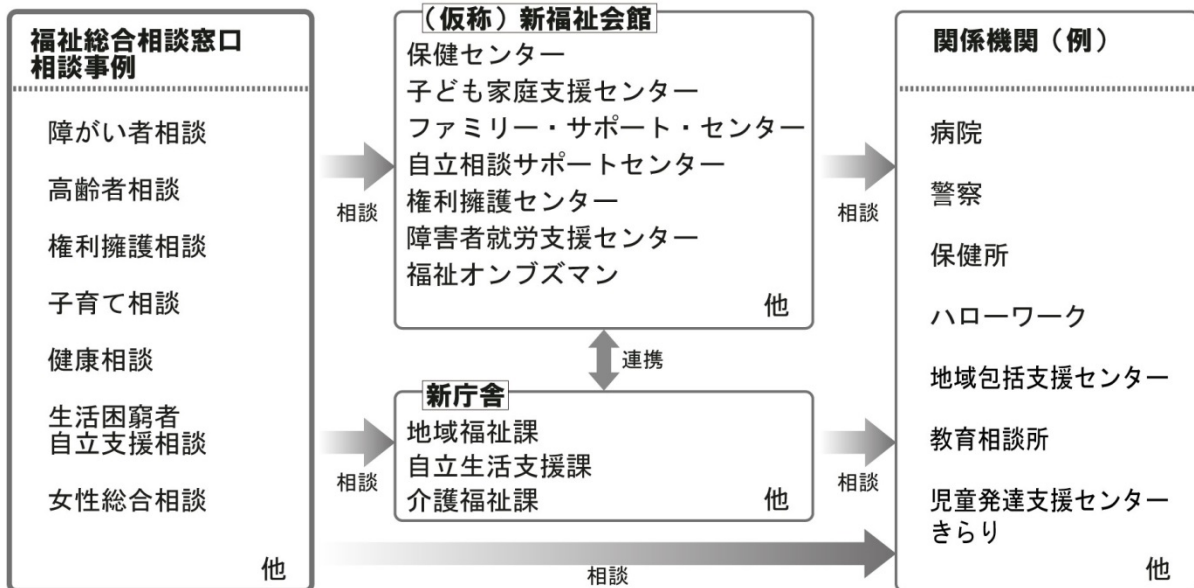 福祉総合相談窓口
相談事例
障がい者相談
高齢者相談
権利擁護相談
子育て相談
健康相談
生活困窮者
自立支援相談
女性総合相談
他
相談
相談
相談
(仮称)新福祉会館
保健センター
子ども家庭支援センター
ファミリー・サポート・センター
自立相談サポートセンター
権利擁護センター
障害者就労支援センター
福祉オンブズマン
他
連携
新庁舎
地域福祉課
自立生活支援課
介護福祉課
他
相談
相談
関係機関(例)
病院
警察
保健所
ハローワーク
地域包括支援センター
教育相談所
児童発達支援センター
きらり
他